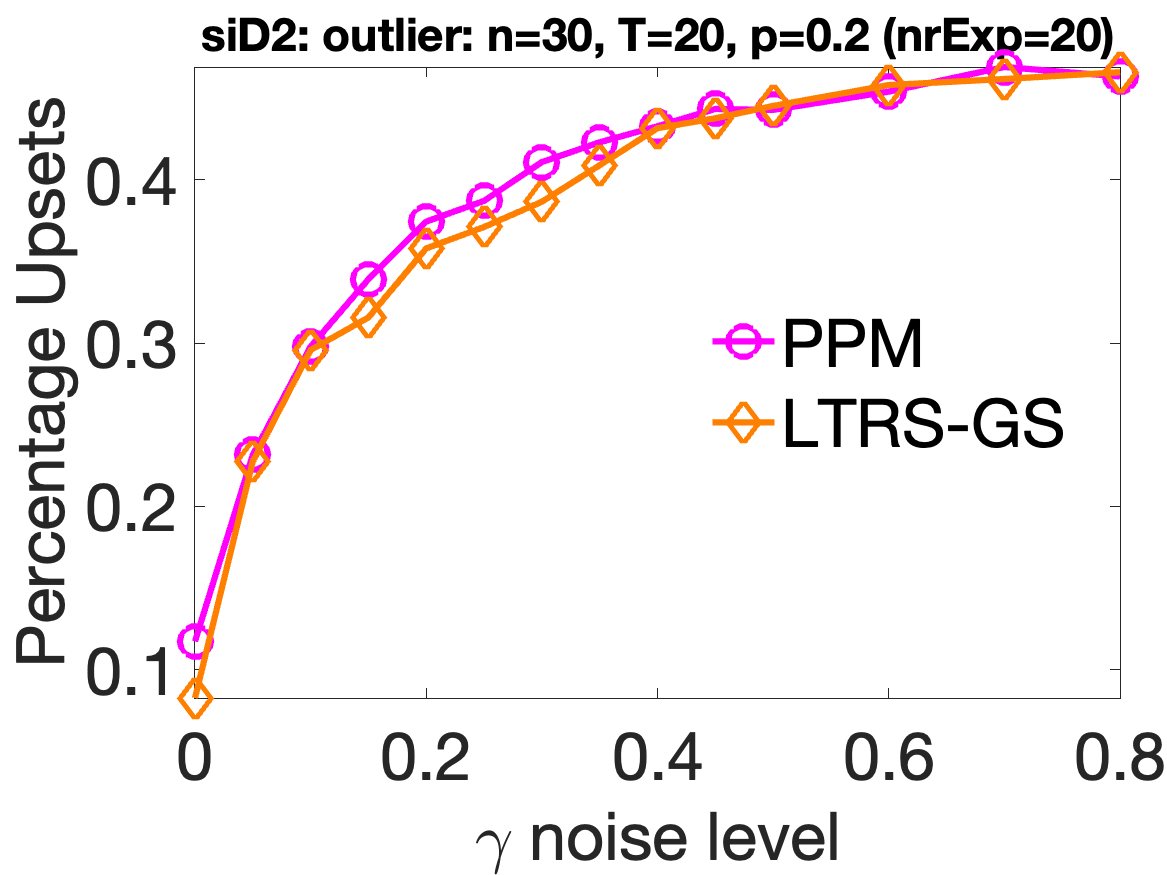 siD2: outlier: n=30, T=20, p=0.2 (nrExp=20)
Percentage Upsets
0.4
0.3
0.2
0.1
PPM
LTRS-GS
0 0.2 0.4 0.6 0.8
γ noise level